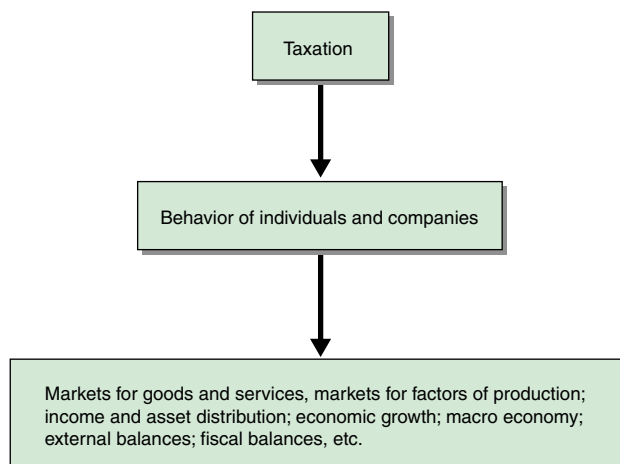 Taxation
Behavior of individuals and companies
Markets for goods and services, markets for factors of production;
income and asset distribution; economic growth; macro economy;
external balances; fiscal balances, etc.